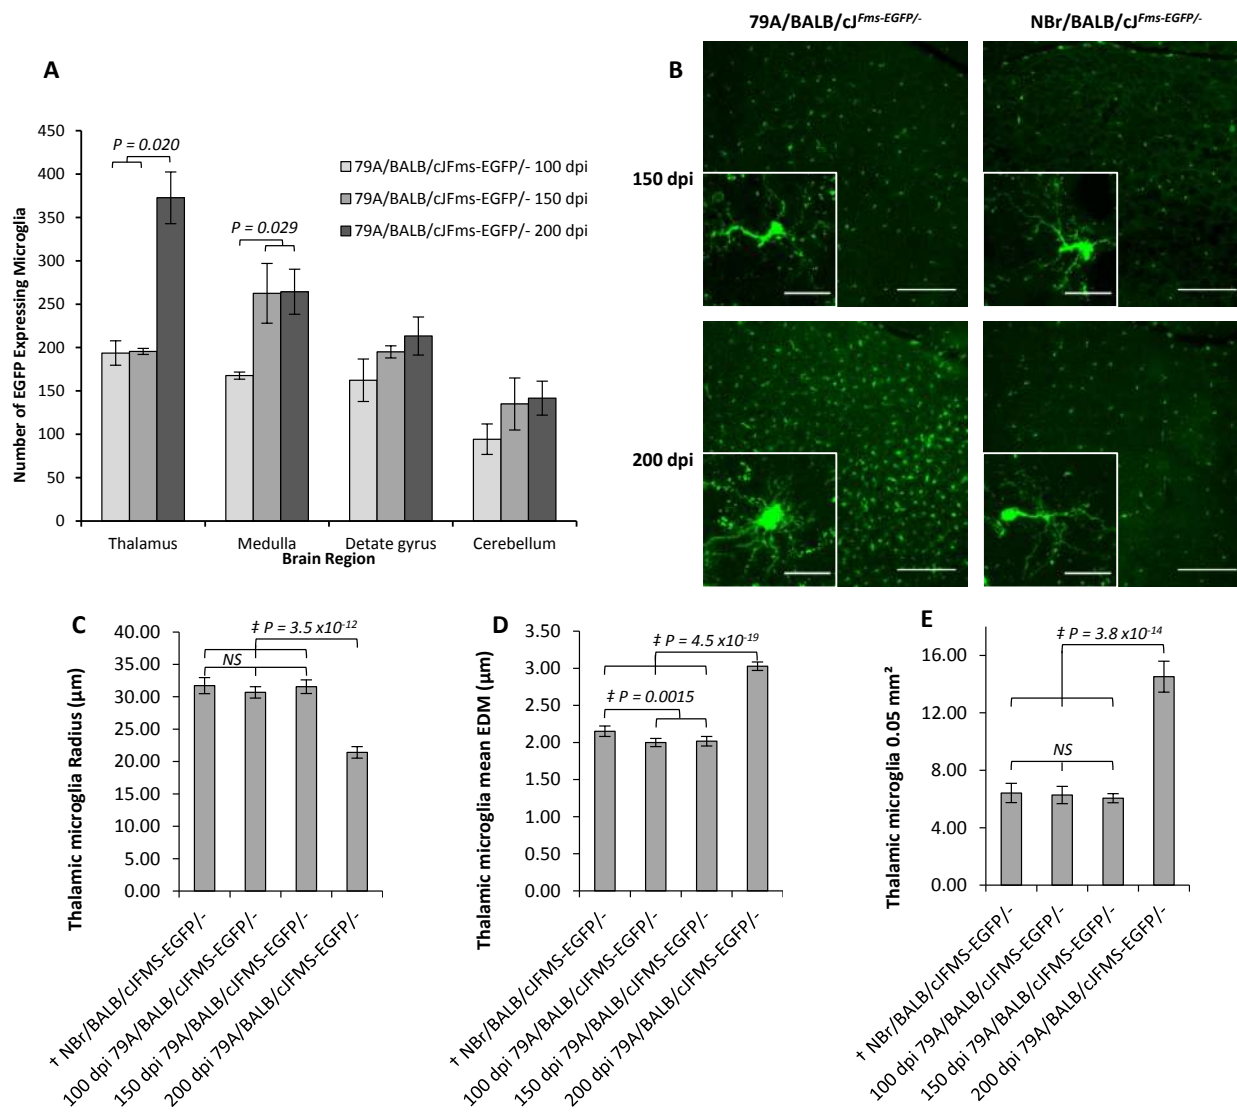 79A/BALB/cJFms-EGFP/-
NBr/BALB/cJFms-EGFP/-
A
B
450
400
350
300
250
200
150
100
50
0
Number of EGFP Expressing Microglia
P = 0.020
P = 0.029
79A/BALB/cJFms-EGFP/- 100 dpi
79A/BALB/cJFms-EGFP/- 150 dpi
79A/BALB/cJFms-EGFP/- 200 dpi
Thalamus
Medulla
Detate gyrus
Cerebellum
Brain Region
150 dpi
200 dpi
C
40.00
35.00
30.00
25.00
20.00
15.00
10.00
5.00
0.00
Thalamic microglia Radius (µm)
‡ P = 3.5 x10-12
NS
† NBr/BALB/cJFMS-EGFP/-
100 dpi 79A/BALB/cJFMS-EGFP/-
150 dpi 79A/BALB/cJFMS-EGFP/-
200 dpi 79A/BALB/cJFMS-EGFP/-
D
3.50
3.00
2.50
2.00
1.50
1.00
0.50
0.00
Thalamic microglia mean EDM (µm)
‡ P = 4.5 x10-19
‡ P = 0.0015
† NBr/BALB/cJFMS-EGFP/-
100 dpi 79A/BALB/cJFMS-EGFP/-
150 dpi 79A/BALB/cJFMS-EGFP/-
200 dpi 79A/BALB/cJFMS-EGFP/-
E
16.00
12.00
8.00
4.00
0.00
Thalamic microglia 0.05 mm²
‡ P = 3.8 x10-14
NS
† NBr/BALB/cJFMS-EGFP/-
100 dpi 79A/BALB/cJFMS-EGFP/-
150 dpi 79A/BALB/cJFMS-EGFP/-
200 dpi 79A/BALB/cJFMS-EGFP/-